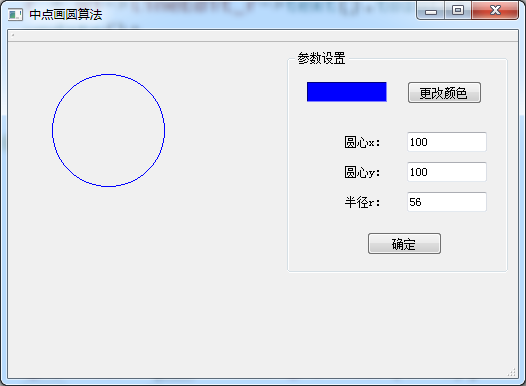 中点画圆算法
参数设置
更改颜色
圆心x: 100
圆心y: 100
半径r: 56
确定